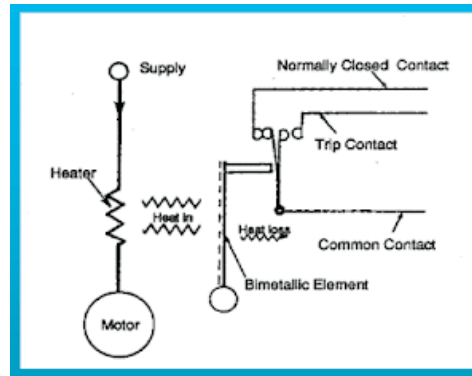 Supply
Normally Closed Contact
Trip Contact
Heater
Heat in
Heat loss
Common Contact
Bimetallic Element
Motor